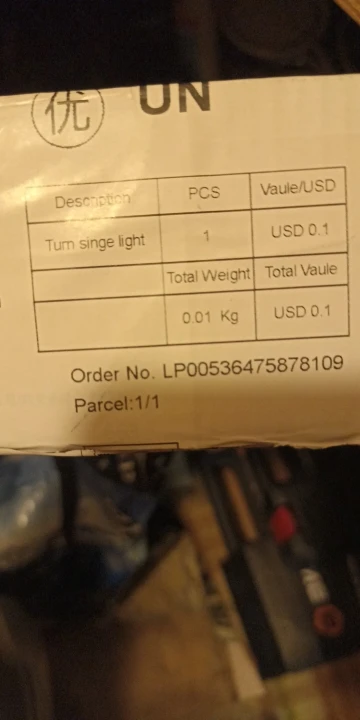 优 UN
Description PCS Vaule/USD
Turn singe light 1 USD 0.1
Total Weight Total Vaule
0.01 Kg USD 0.1
Order No. LP00536475878109
Parcel:1/1